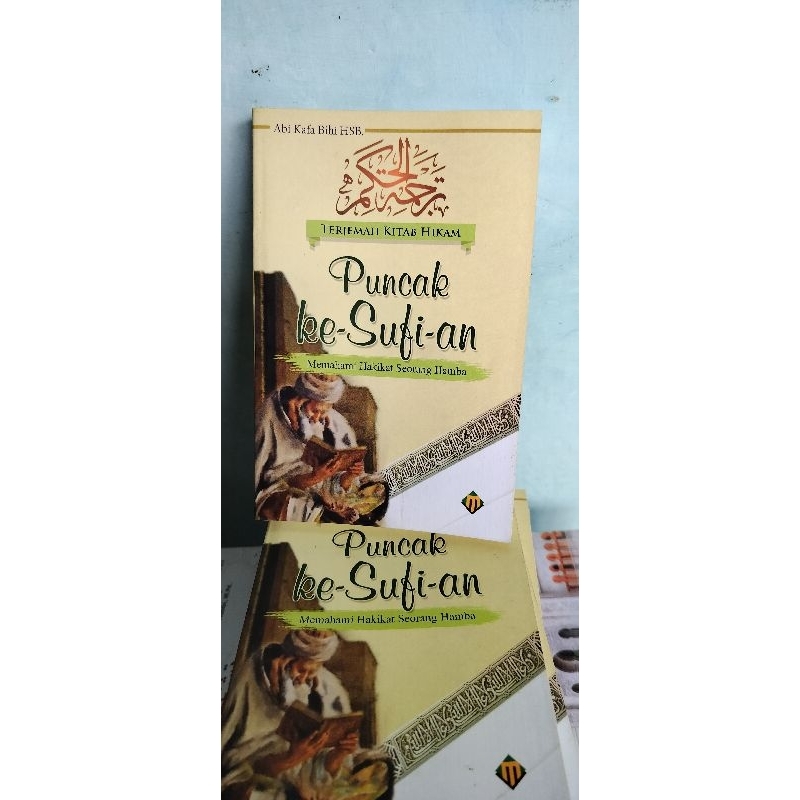 Abi Kafa Bihi HSB.
ترجمة الحكم
TERJEMAH KITAB HIKAM
Puncak
ke-Sufi-an
Memahami Hakikat Seorang Hamba
Puncak
ke-Sufi-an
Memahami Hakikat Seorang Hamba